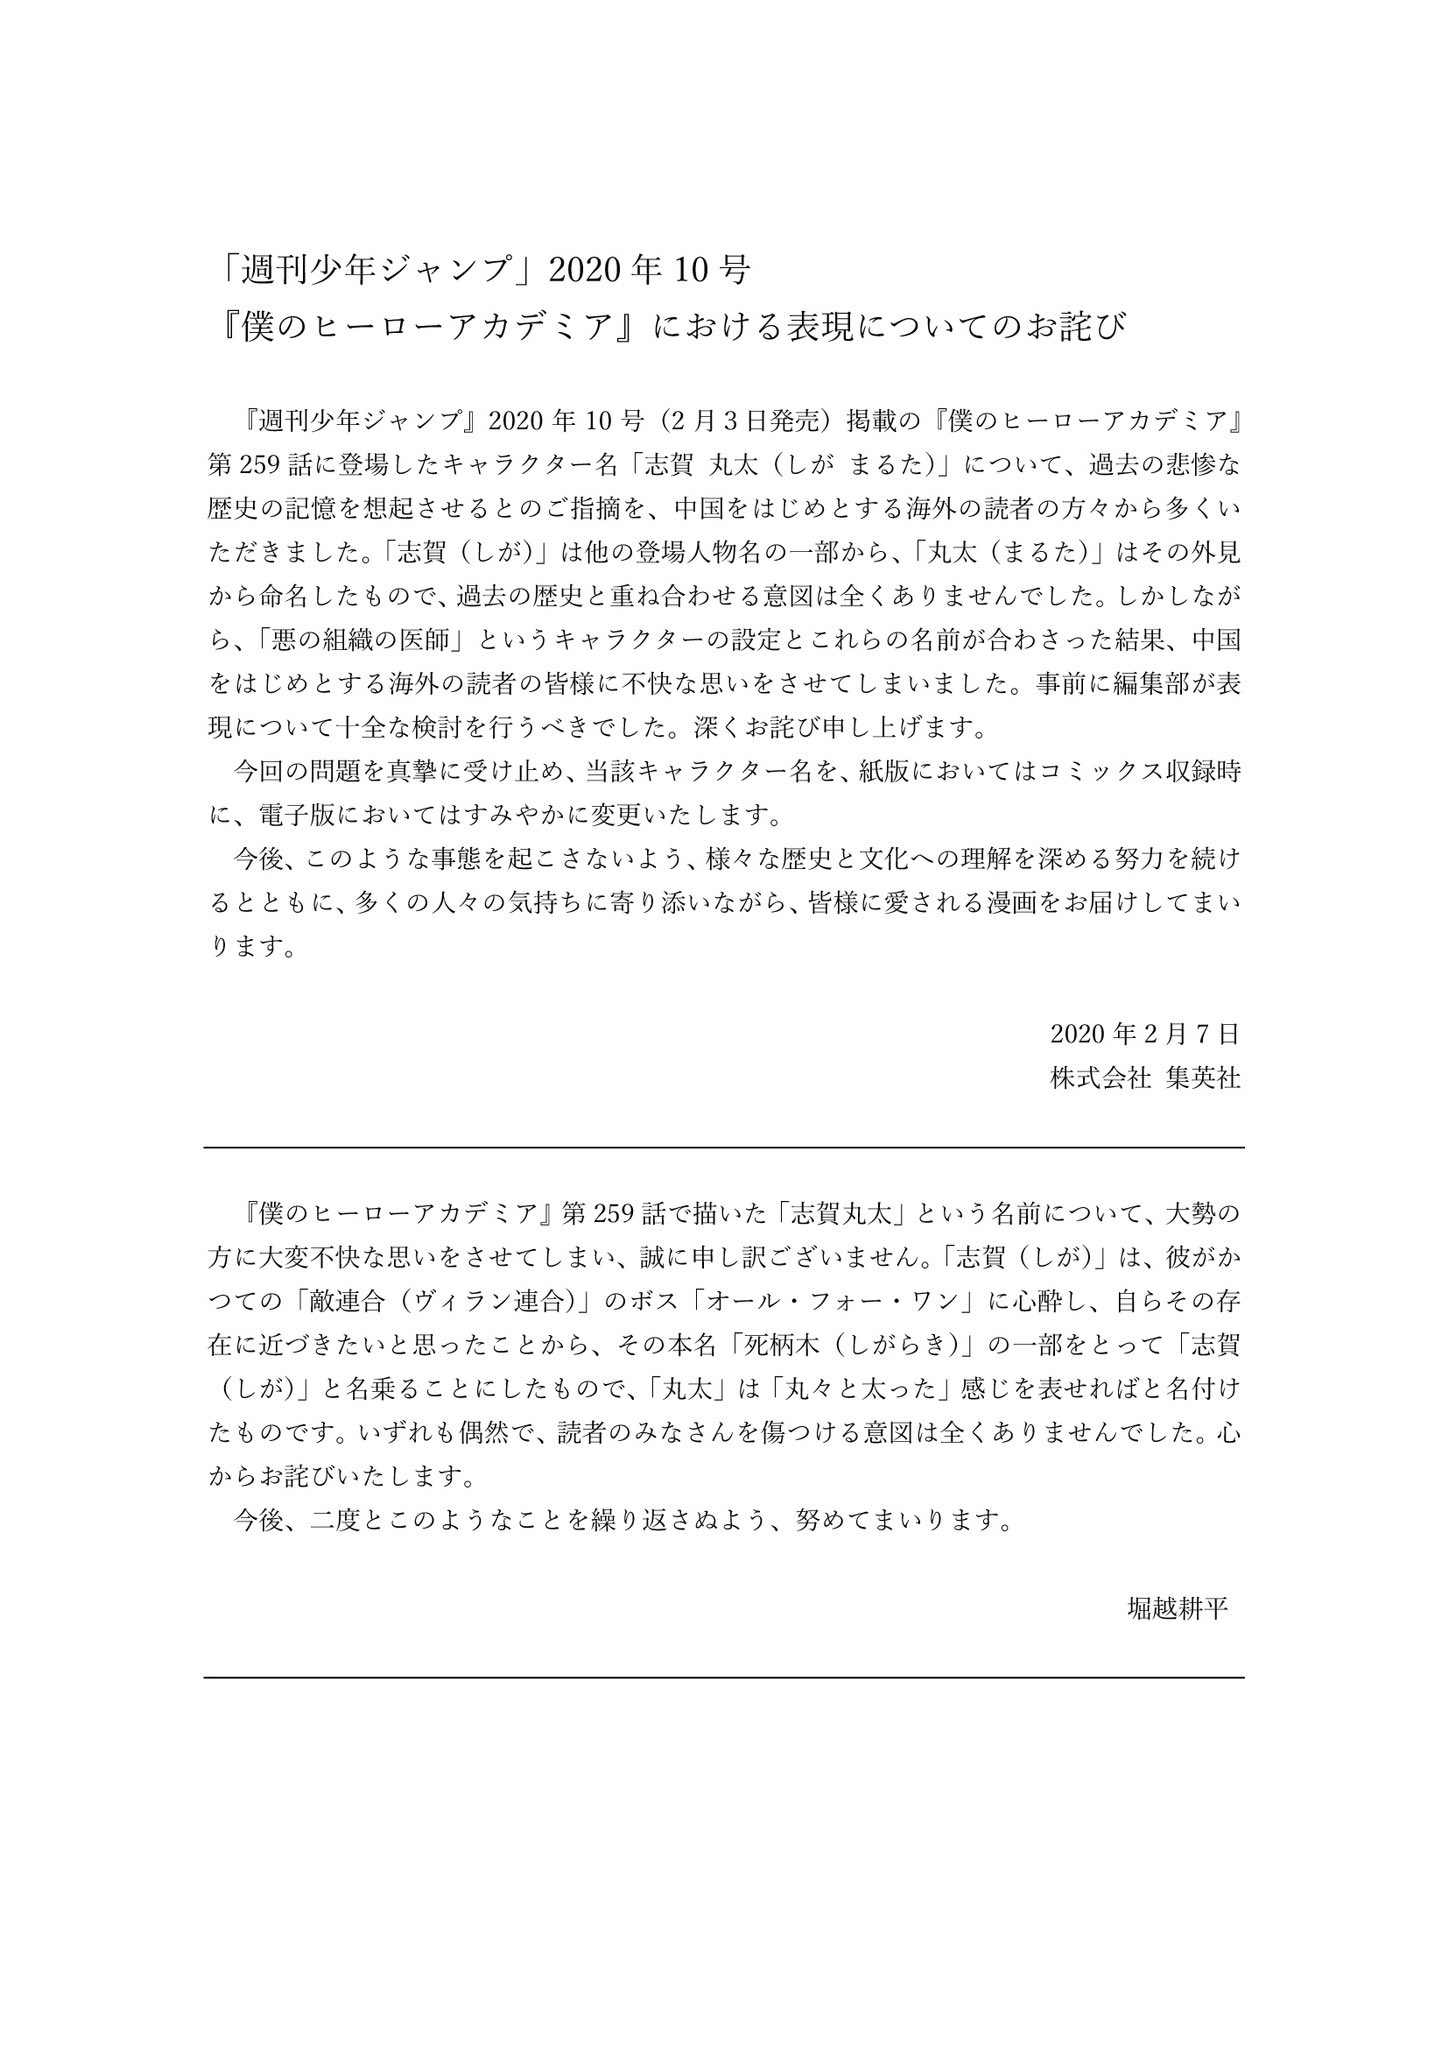 「週刊少年ジャンプ」2020 年 10 号
『僕のヒーローアカデミア』における表現についてのお詫び
『週刊少年ジャンプ』2020 年 10 号（2 月３日発売）掲載の『僕のヒーローアカデミア』
第 259 話に登場したキャラクター名「志賀 丸太（しが まるた）」について、過去の悲惨な
歴史の記憶を想起させるとのご指摘を、中国をはじめとする海外の読者の方々から多くい
ただきました。「志賀（しが）」は他の登場人物名の一部から、「丸太（まるた）」はその外見
から命名したもので、過去の歴史と重ね合わせる意図は全くありませんでした。しかしなが
ら、「悪の組織の医師」というキャラクターの設定とこれらの名前が合わさった結果、中国
をはじめとする海外の読者の皆様に不快な思いをさせてしまいました。事前に編集部が表
現について十全な検討を行うべきでした。深くお詫び申し上げます。
今回の問題を真摯に受け止め、当該キャラクター名を、紙版においてはコミックス収録時
に、電子版においてはすみやかに変更いたします。
今後、このような事態を起こさないよう、様々な歴史と文化への理解を深める努力を続け
るとともに、多くの人々の気持ちに寄り添いながら、皆様に愛される漫画をお届けしてまい
ります。
2020 年 2 月 7 日
株式会社 集英社
『僕のヒーローアカデミア』第 259 話で描いた「志賀丸太」という名前について、大勢の
方に大変不快な思いをさせてしまい、誠に申し訳ございません。「志賀（しが）」は、彼がか
つての「敵連合（ヴィラン連合）」のボス「オール・フォー・ワン」に心酔し、自らその存
在に近づきたいと思ったことから、その本名「死柄木（しがらき）」の一部をとって「志賀
（しが）」と名乗ることにしたもので、「丸太」は「丸々と太った」感じを表せればと名付け
たものです。いずれも偶然で、読者のみなさんを傷つける意図は全くありませんでした。心
からお詫びいたします。
今後、二度とこのようなことを繰り返さぬよう、努めてまいります。
堀越耕平